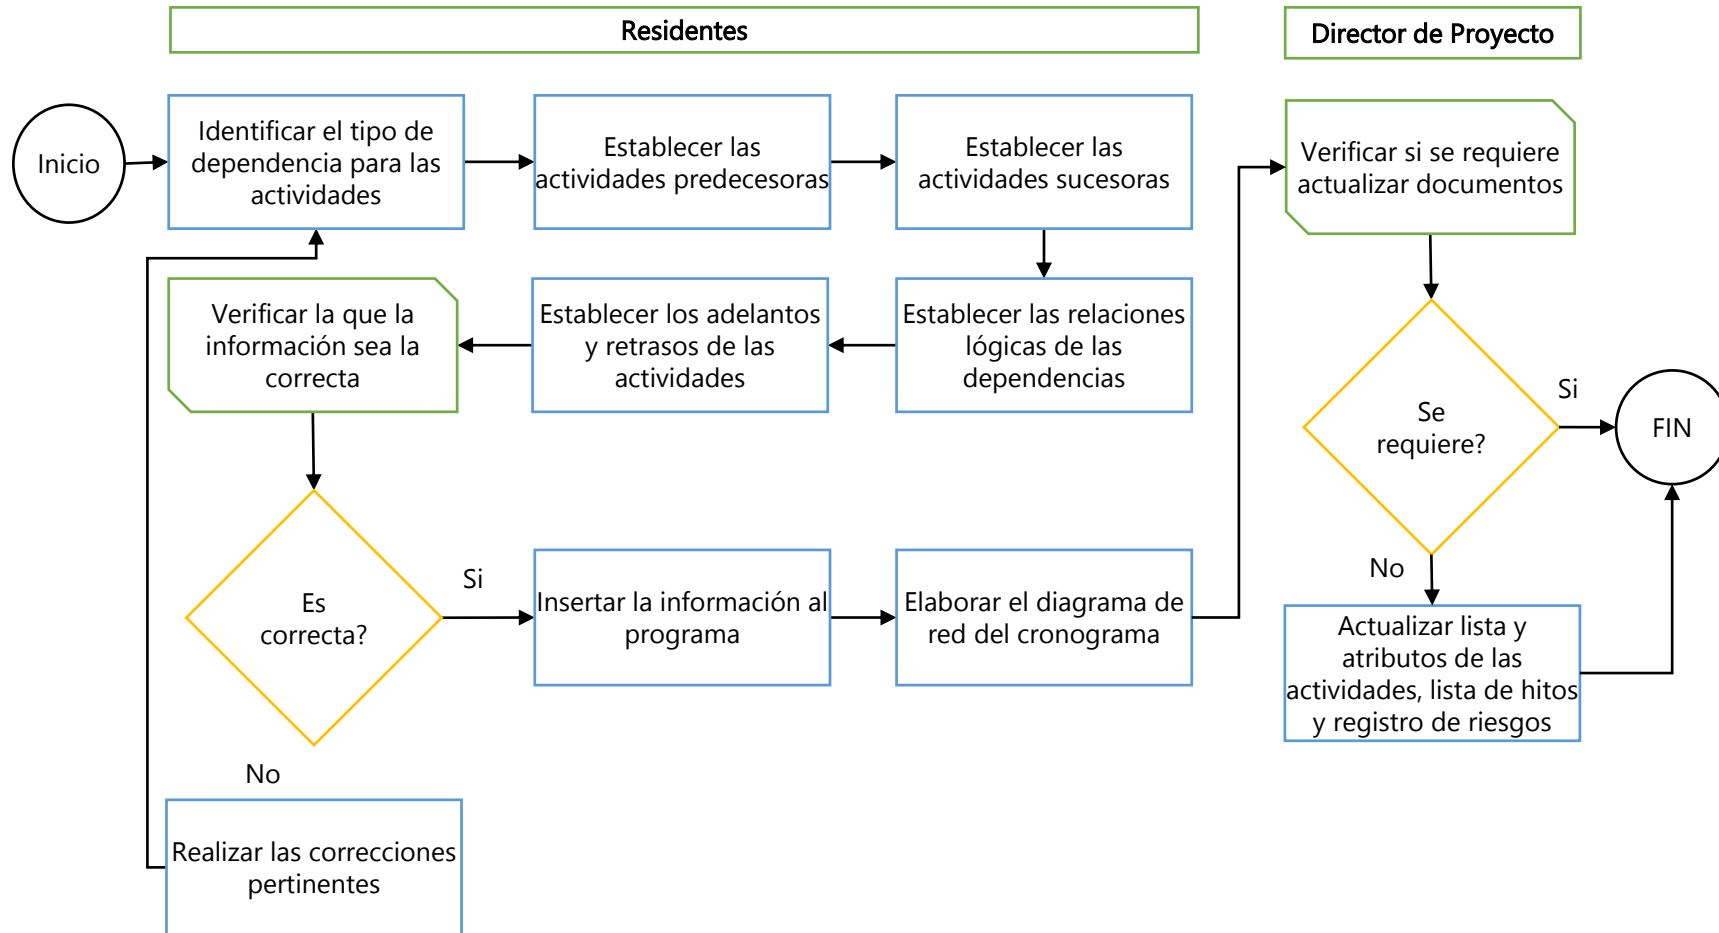 Residentes
Director de Proyecto
Inicio
Identificar el tipo de
dependencia para las
actividades
Establecer las
actividades predecesoras
Establecer las
actividades sucesoras
Verificar si se requiere
actualizar documentos
Verificar la que la
información sea la
correcta
Establecer los adelantos
y retrasos de las
actividades
Establecer las relaciones
lógicas de las
dependencias
Se
requiere?
Si
FIN
Es
correcta?
Si
Insertar la información al
programa
Elaborar el diagrama de
red del cronograma
No
Actualizar lista y
atributos de las
actividades, lista de hitos
y registro de riesgos
No
Realizar las correcciones
pertinentes